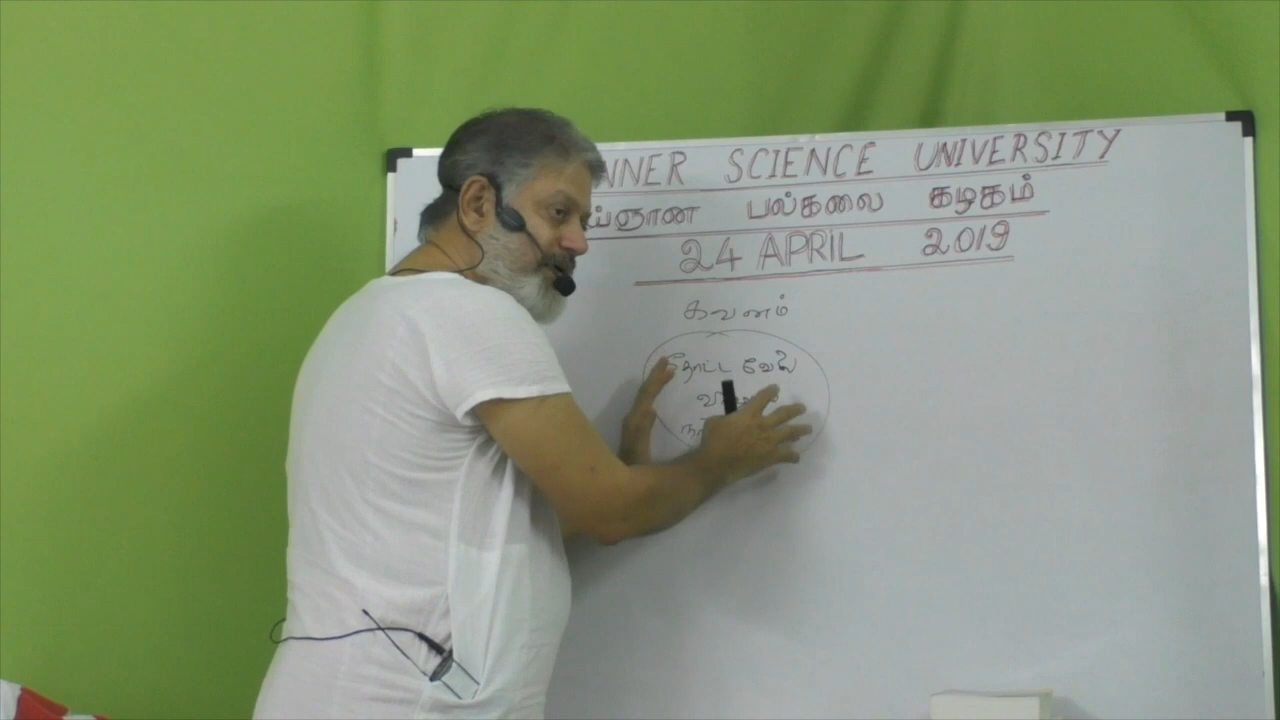 NNER SCIENCE UNIVERSITY
ய்ஞான பல்கலை கழகம்
24 APRIL 2019
கவனம்
தோட்ட வேலை